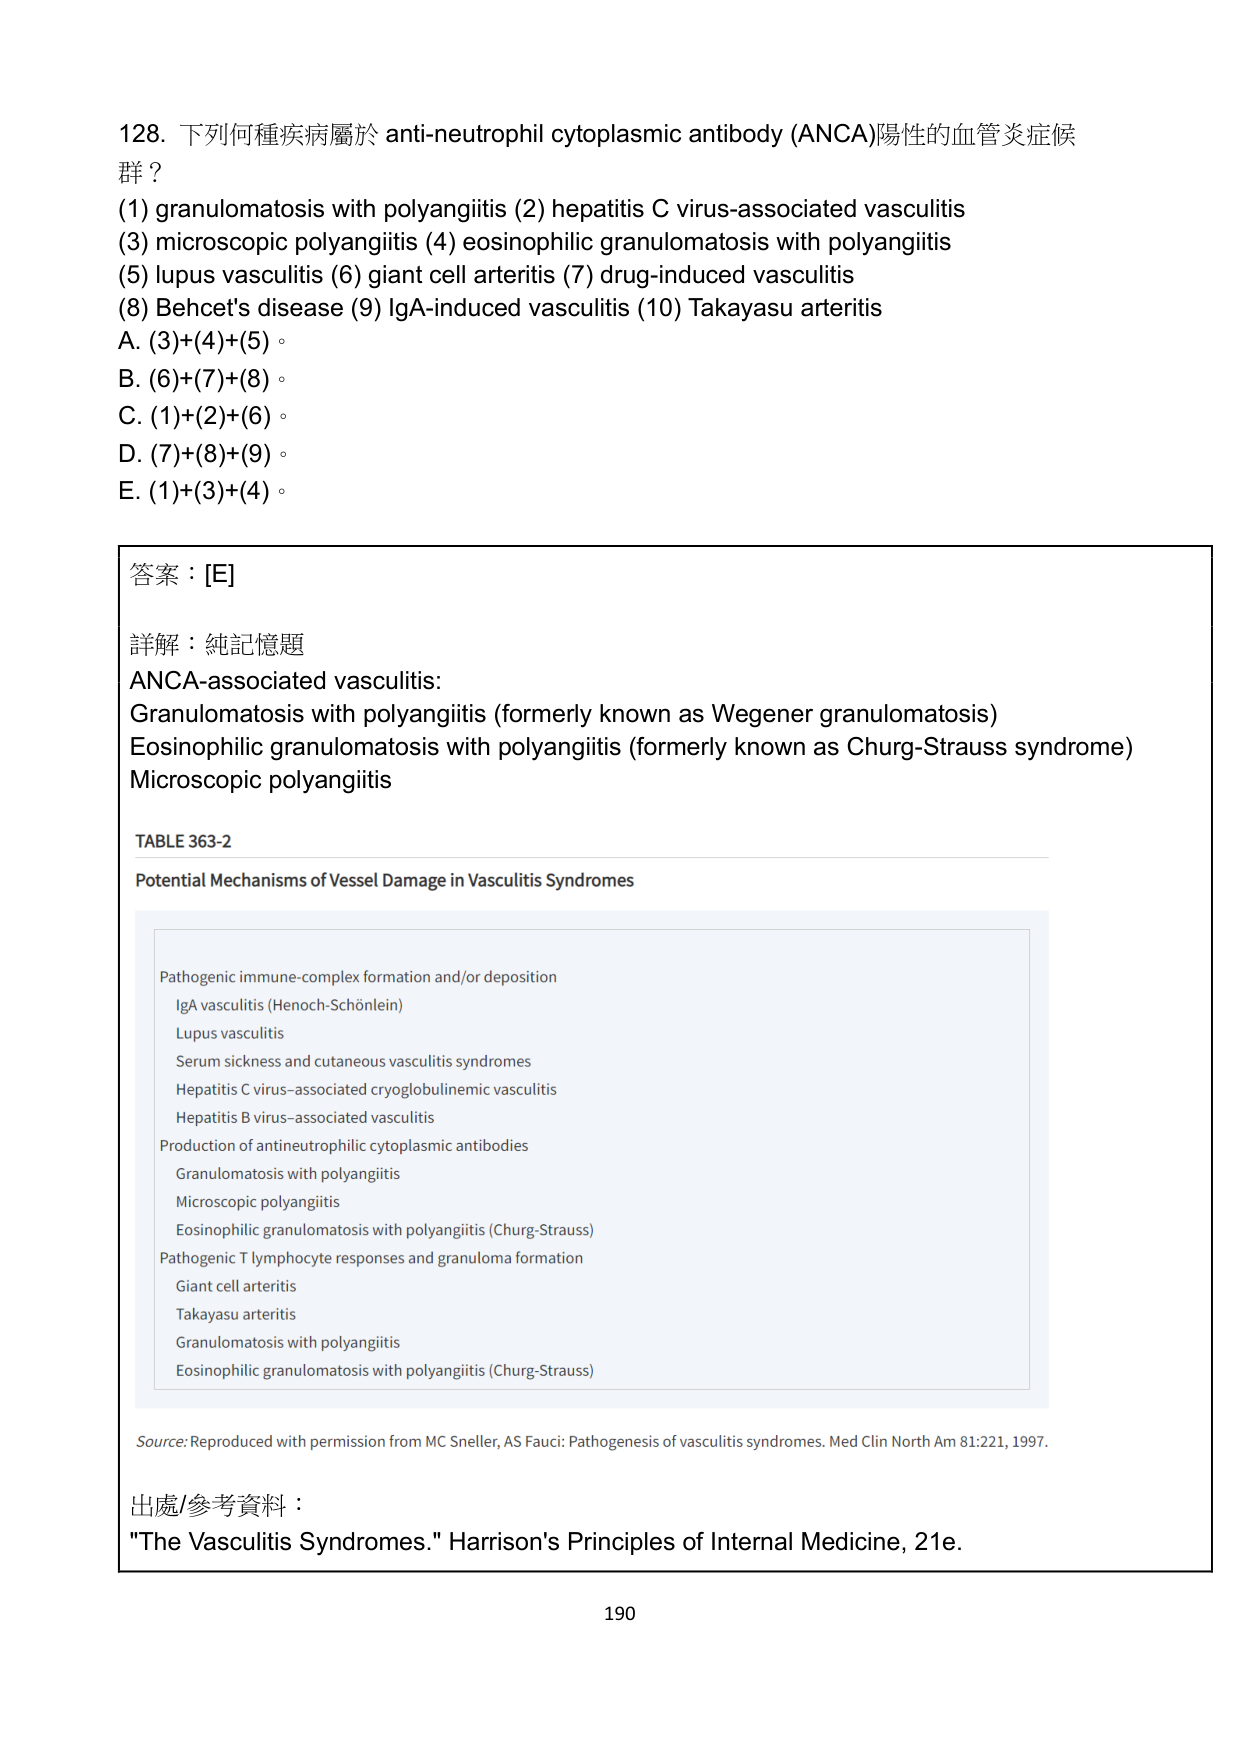 128. 下列何種疾病屬於 anti-neutrophil cytoplasmic antibody (ANCA)陽性的血管炎症候
群？
(1) granulomatosis with polyangiitis (2) hepatitis C virus-associated vasculitis
(3) microscopic polyangiitis (4) eosinophilic granulomatosis with polyangiitis
(5) lupus vasculitis (6) giant cell arteritis (7) drug-induced vasculitis
(8) Behcet's disease (9) IgA-induced vasculitis (10) Takayasu arteritis
A. (3)+(4)+(5)。
B. (6)+(7)+(8)。
C. (1)+(2)+(6)。
D. (7)+(8)+(9)。
E. (1)+(3)+(4)。
答案：[E]
詳解：純記憶題
ANCA-associated vasculitis:
Granulomatosis with polyangiitis (formerly known as Wegener granulomatosis)
Eosinophilic granulomatosis with polyangiitis (formerly known as Churg-Strauss syndrome)
Microscopic polyangiitis
TABLE 363-2
Potential Mechanisms of Vessel Damage in Vasculitis Syndromes
Pathogenic immune-complex formation and/or deposition
IgA vasculitis (Henoch-Schönlein)
Lupus vasculitis
Serum sickness and cutaneous vasculitis syndromes
Hepatitis C virus–associated cryoglobulinemic vasculitis
Hepatitis B virus–associated vasculitis
Production of antineutrophilic cytoplasmic antibodies
Granulomatosis with polyangiitis
Microscopic polyangiitis
Eosinophilic granulomatosis with polyangiitis (Churg-Strauss)
Pathogenic T lymphocyte responses and granuloma formation
Giant cell arteritis
Takayasu arteritis
Granulomatosis with polyangiitis
Eosinophilic granulomatosis with polyangiitis (Churg-Strauss)
Source: Reproduced with permission from MC Sneller, AS Fauci: Pathogenesis of vasculitis syndromes. Med Clin North Am 81:221, 1997.
出處/參考資料：
"The Vasculitis Syndromes." Harrison's Principles of Internal Medicine, 21e.
190